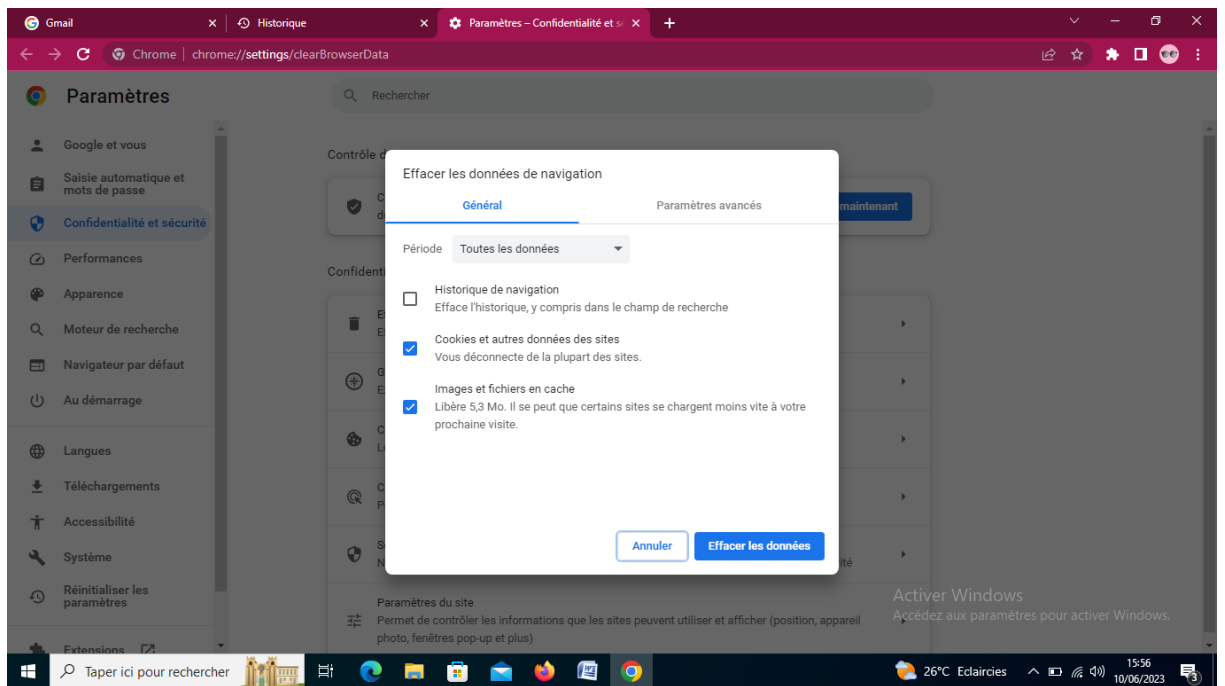 Gmail
Historique
Paramètres – Confidentialité et sé
Chrome | chrome://settings/clearBrowserData
Paramètres
Rechercher
Google et vous
Saisie automatique et
mots de passe
Confidentialité et sécurité
Performances
Apparence
Moteur de recherche
Navigateur par défaut
Au démarrage
Langues
Téléchargements
Accessibilité
Système
Réinitialiser les
paramètres
Extensions
Contrôle d
maintenant
Confidenti
Effacer les données de navigation
Général
Paramètres avancés
Période Toutes les données
Historique de navigation
Efface l'historique, y compris dans le champ de recherche
Cookies et autres données des sites
Vous déconnecte de la plupart des sites.
Images et fichiers en cache
Libère 5,3 Mo. Il se peut que certains sites se chargent moins vite à votre
prochaine visite.
Annuler
Effacer les données
ité
Paramètres du site
Permet de contrôler les informations que les sites peuvent utiliser et afficher (position, appareil
photo, fenêtres pop-up et plus)
Activer Windows
Accédez aux paramètres pour activer Windows.
Taper ici pour rechercher
26°C Eclaircies
15:56
10/06/2023
3